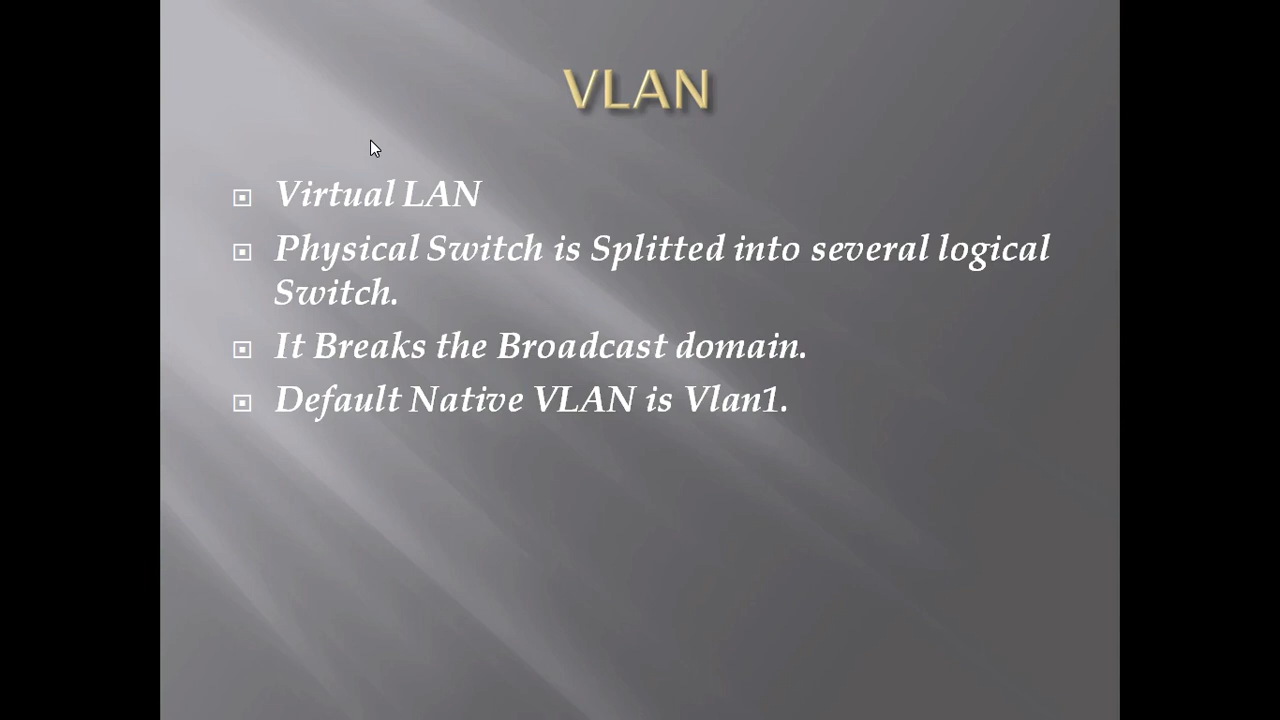 VLAN
Virtual LAN
Physical Switch is Splitted into several logical
Switch.
It Breaks the Broadcast domain.
Default Native VLAN is Vlan1.